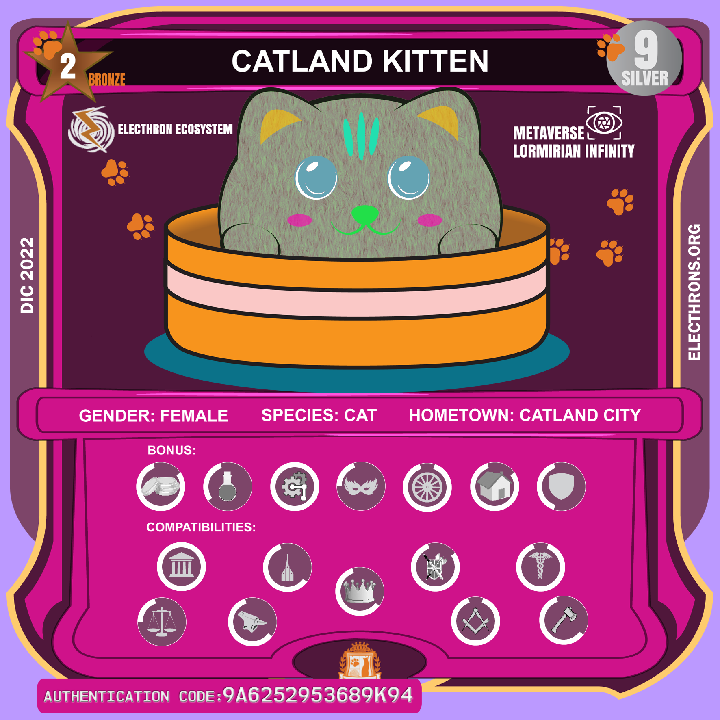 2
BRONZE
CATLAND KITTEN
9
SILVER
ELECTHRON ECOSYSTEM
METAVERSE
LORMIRIAN INFINITY
DIC 2022
ELECTHRONS.ORG
GENDER: FEMALE SPECIES: CAT HOMETOWN: CATLAND CITY
BONUS:
COMPATIBILITIES:
AUTHENTICATION CODE:9A6252953689K94